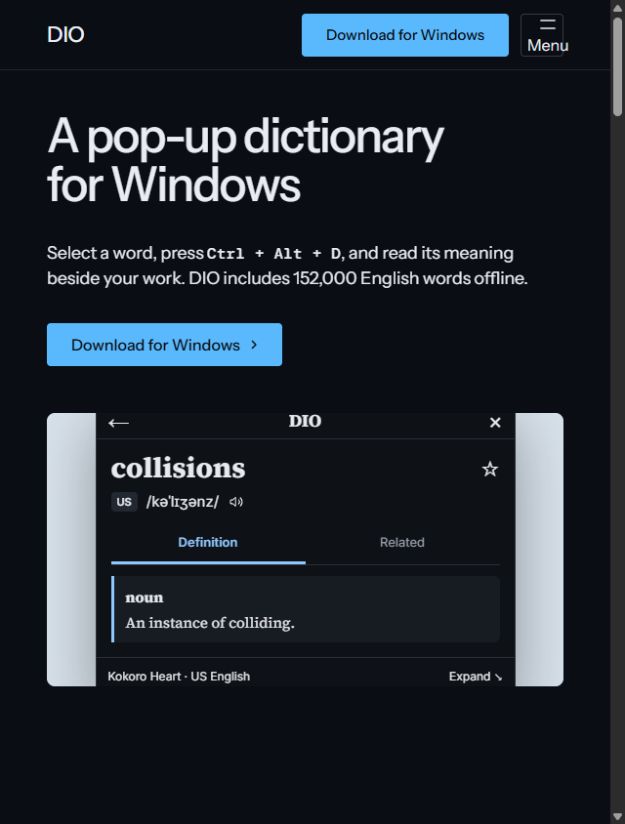 DIO
Download for Windows
Menu
A pop-up dictionary
for Windows
Select a word, press Ctrl + Alt + D, and read its meaning
beside your work. DIO includes 152,000 English words offline.
Download for Windows
DIO
collisions
US /kəˈlɪʒənz/
Definition
Related
noun
An instance of colliding.
Kokoro Heart · US English
Expand